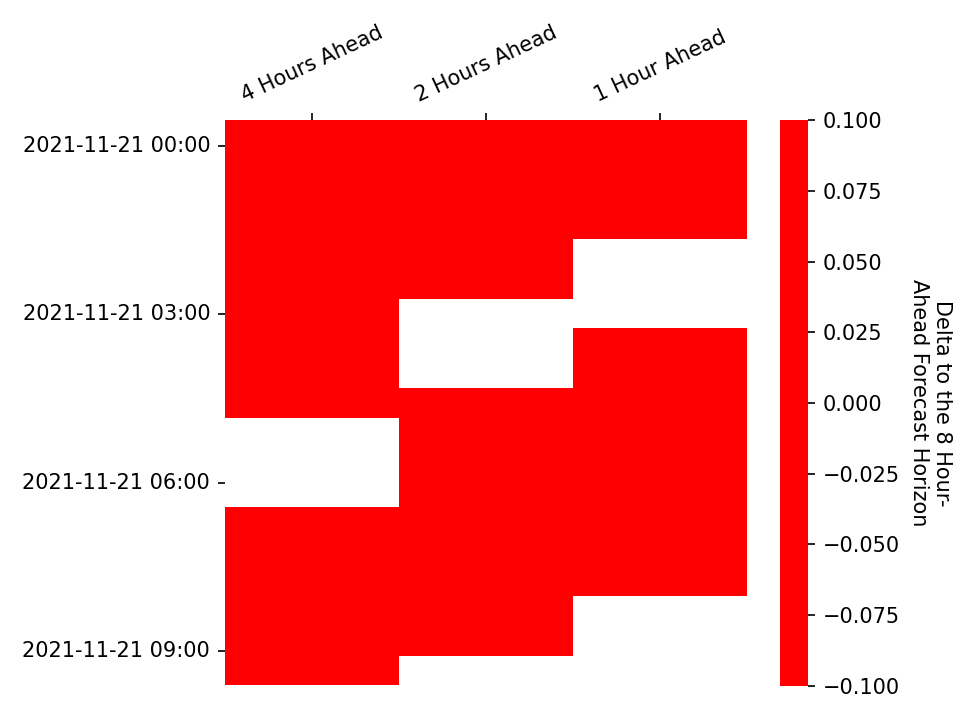 4 Hours Ahead
2 Hours Ahead
1 Hour Ahead
2021-11-21 00:00
2021-11-21 03:00
2021-11-21 06:00
2021-11-21 09:00
0.100
0.075
0.050
0.025
0.000
−0.025
−0.050
−0.075
−0.100
Delta to the 8 Hour-
Ahead Forecast Horizon